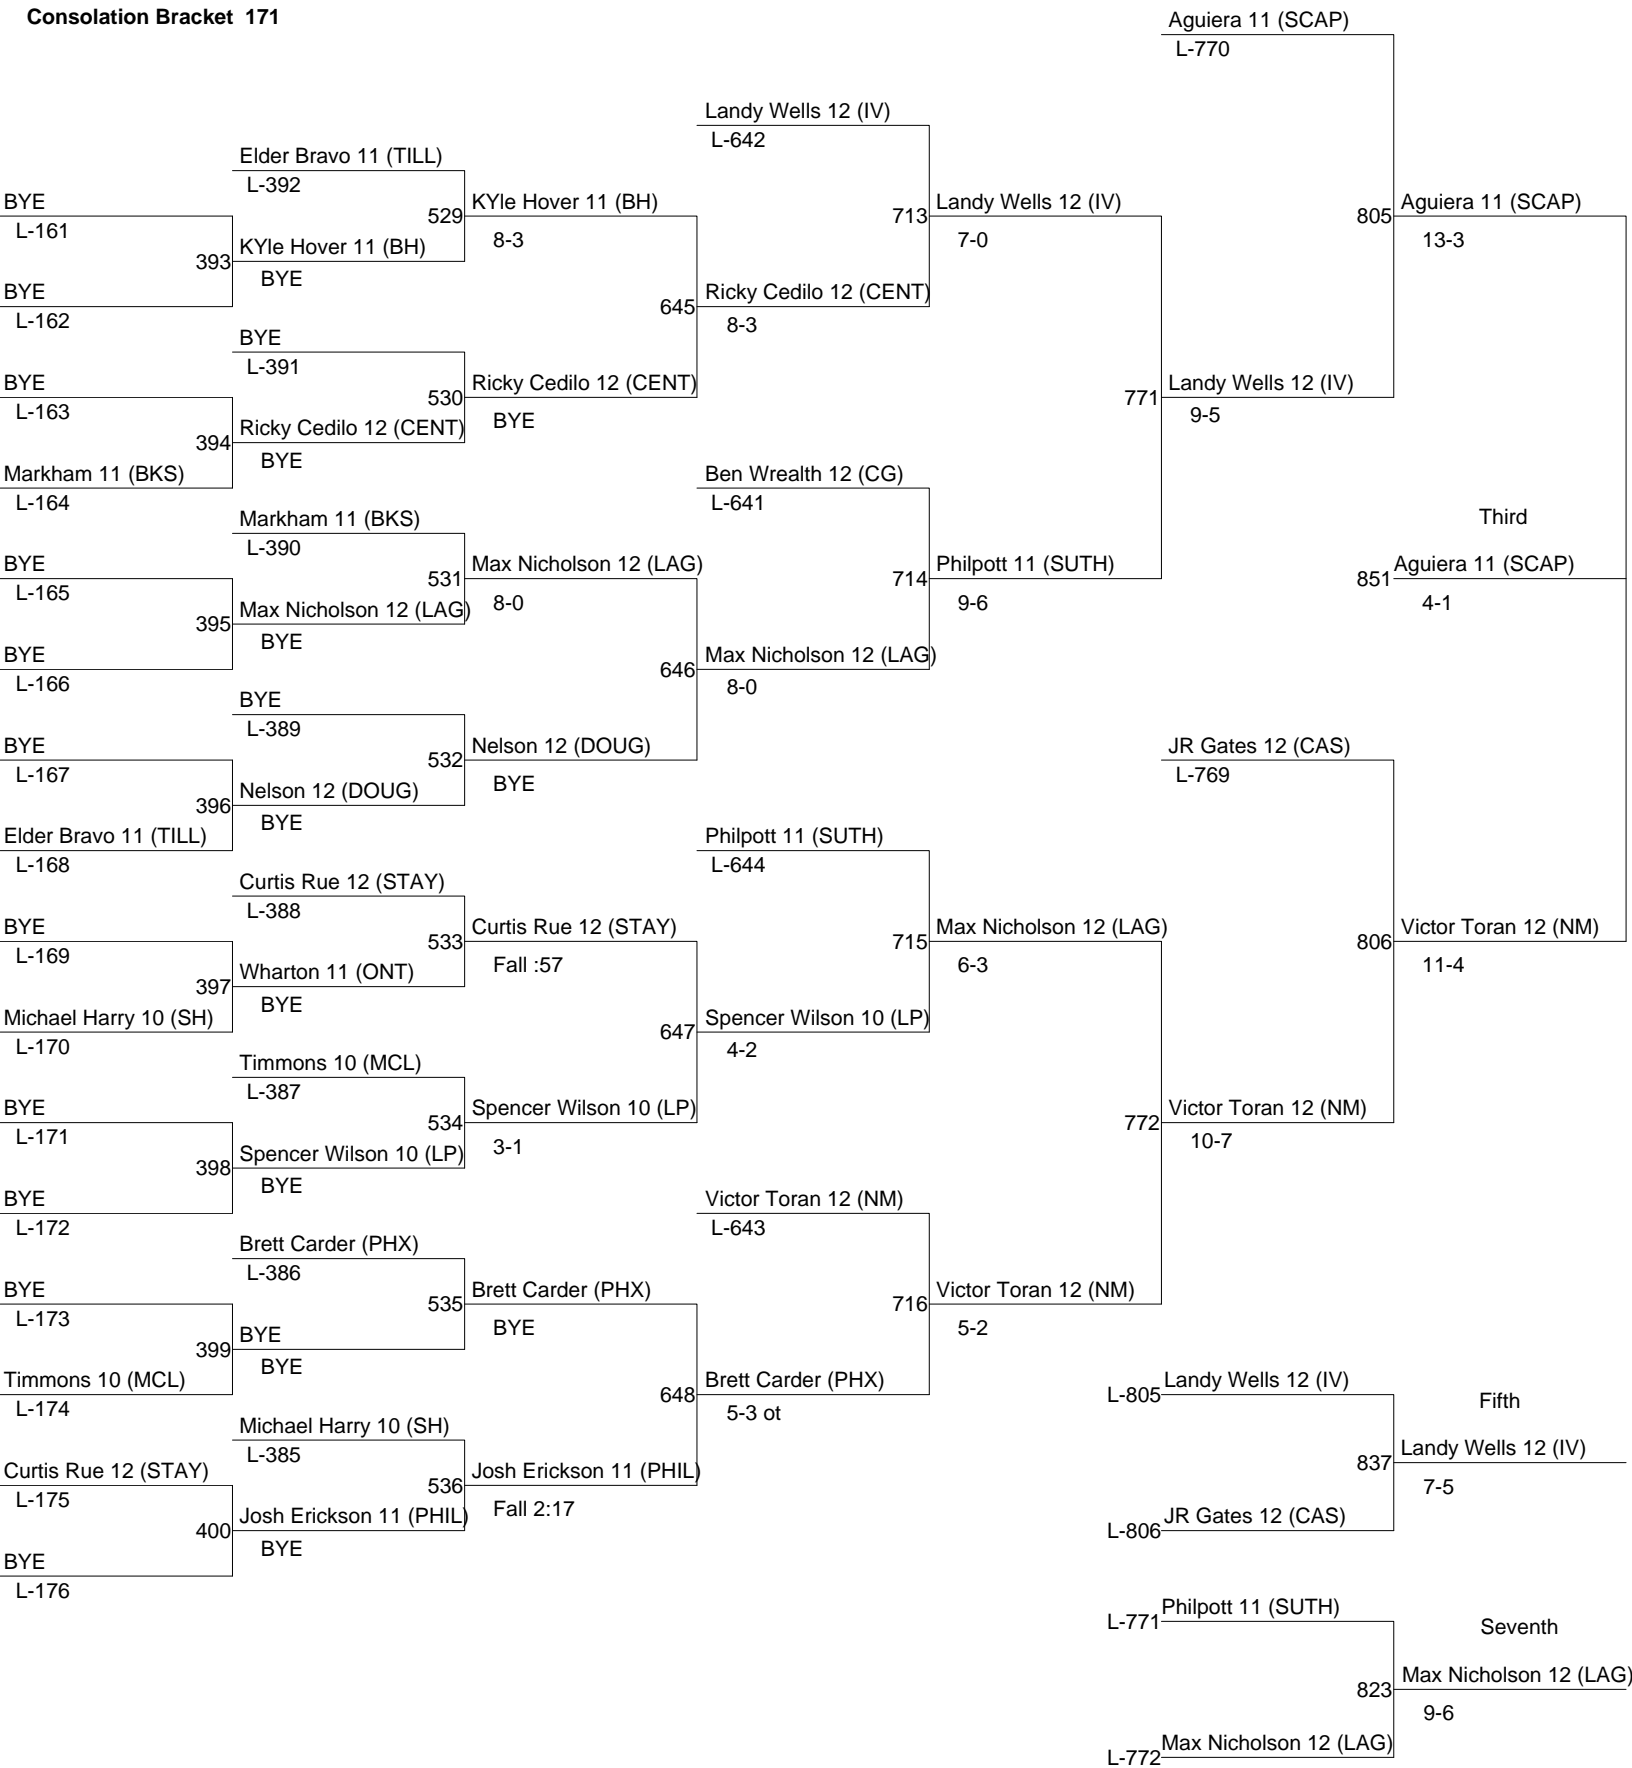 Consolation Bracket 171
BYE
L-161
BYE
L-162
BYE
L-163
Markham 11 (BKS)
L-164
BYE
L-165
BYE
L-166
BYE
L-167
Elder Bravo 11 (TILL)
L-168
BYE
L-169
Michael Harry 10 (SH)
L-170
BYE
L-171
BYE
L-172
BYE
L-173
Timmons 10 (MCL)
L-174
Curtis Rue 12 (STAY)
L-175
BYE
L-176
Elder Bravo 11 (TILL)
L-392
393
KYle Hover 11 (BH)
BYE
BYE
L-391
394
Ricky Cedilo 12 (CENT)
BYE
Markham 11 (BKS)
L-390
395
Max Nicholson 12 (LAG)
BYE
BYE
L-389
396
Nelson 12 (DOUG)
BYE
Curtis Rue 12 (STAY)
L-388
397
Wharton 11 (ONT)
BYE
Timmons 10 (MCL)
L-387
398
Spencer Wilson 10 (LP)
BYE
Brett Carder (PHX)
L-386
399
BYE
BYE
Michael Harry 10 (SH)
L-385
400
Josh Erickson 11 (PHIL)
BYE
529
KYle Hover 11 (BH)
8-3
530
Ricky Cedilo 12 (CENT)
BYE
531
Max Nicholson 12 (LAG)
8-0
532
Nelson 12 (DOUG)
BYE
533
Curtis Rue 12 (STAY)
Fall :57
534
Spencer Wilson 10 (LP)
3-1
535
Brett Carder (PHX)
BYE
536
Josh Erickson 11 (PHIL)
Fall 2:17
Landy Wells 12 (IV)
L-642
645
Ricky Cedilo 12 (CENT)
8-3
Ben Wrealth 12 (CG)
L-641
646
Max Nicholson 12 (LAG)
8-0
Philpott 11 (SUTH)
L-644
647
Spencer Wilson 10 (LP)
4-2
Victor Toran 12 (NM)
L-643
648
Brett Carder (PHX)
5-3 ot
713
Landy Wells 12 (IV)
7-0
714
Philpott 11 (SUTH)
9-6
715
Max Nicholson 12 (LAG)
6-3
716
Victor Toran 12 (NM)
5-2
Aguiera 11 (SCAP)
L-770
771
Landy Wells 12 (IV)
9-5
JR Gates 12 (CAS)
L-769
772
Victor Toran 12 (NM)
10-7
805
Aguiera 11 (SCAP)
13-3
806
Victor Toran 12 (NM)
11-4
Third
851
Aguiera 11 (SCAP)
4-1
L-805
Landy Wells 12 (IV)
L-806
JR Gates 12 (CAS)
Fifth
837
Landy Wells 12 (IV)
7-5
L-771
Philpott 11 (SUTH)
L-772
Max Nicholson 12 (LAG)
Seventh
823
Max Nicholson 12 (LAG)
9-6